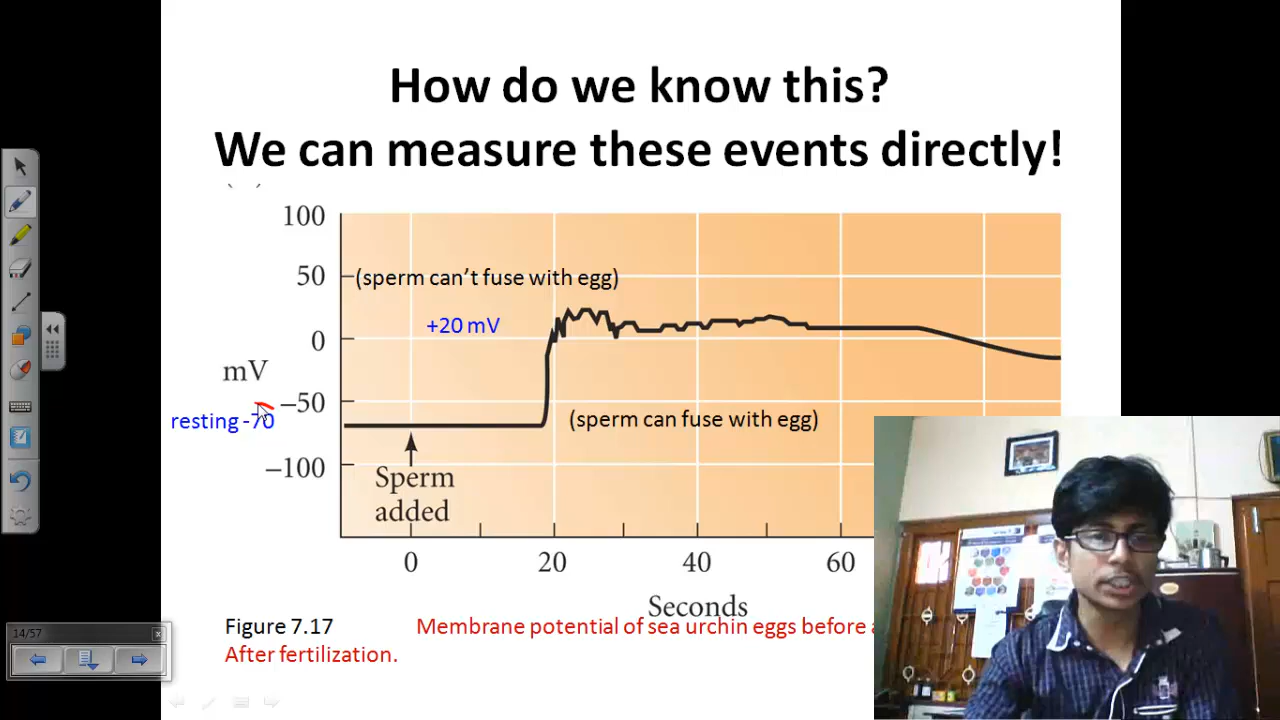 How do we know this?
We can measure these events directly!
100
50
(sperm can't fuse with egg)
+20 mV
0
mV
resting -70
−50
(sperm can fuse with egg)
−100
Sperm
added
0 20 40 60
Seconds
Figure 7.17 Membrane potential of sea urchin eggs before
After fertilization.
14/57